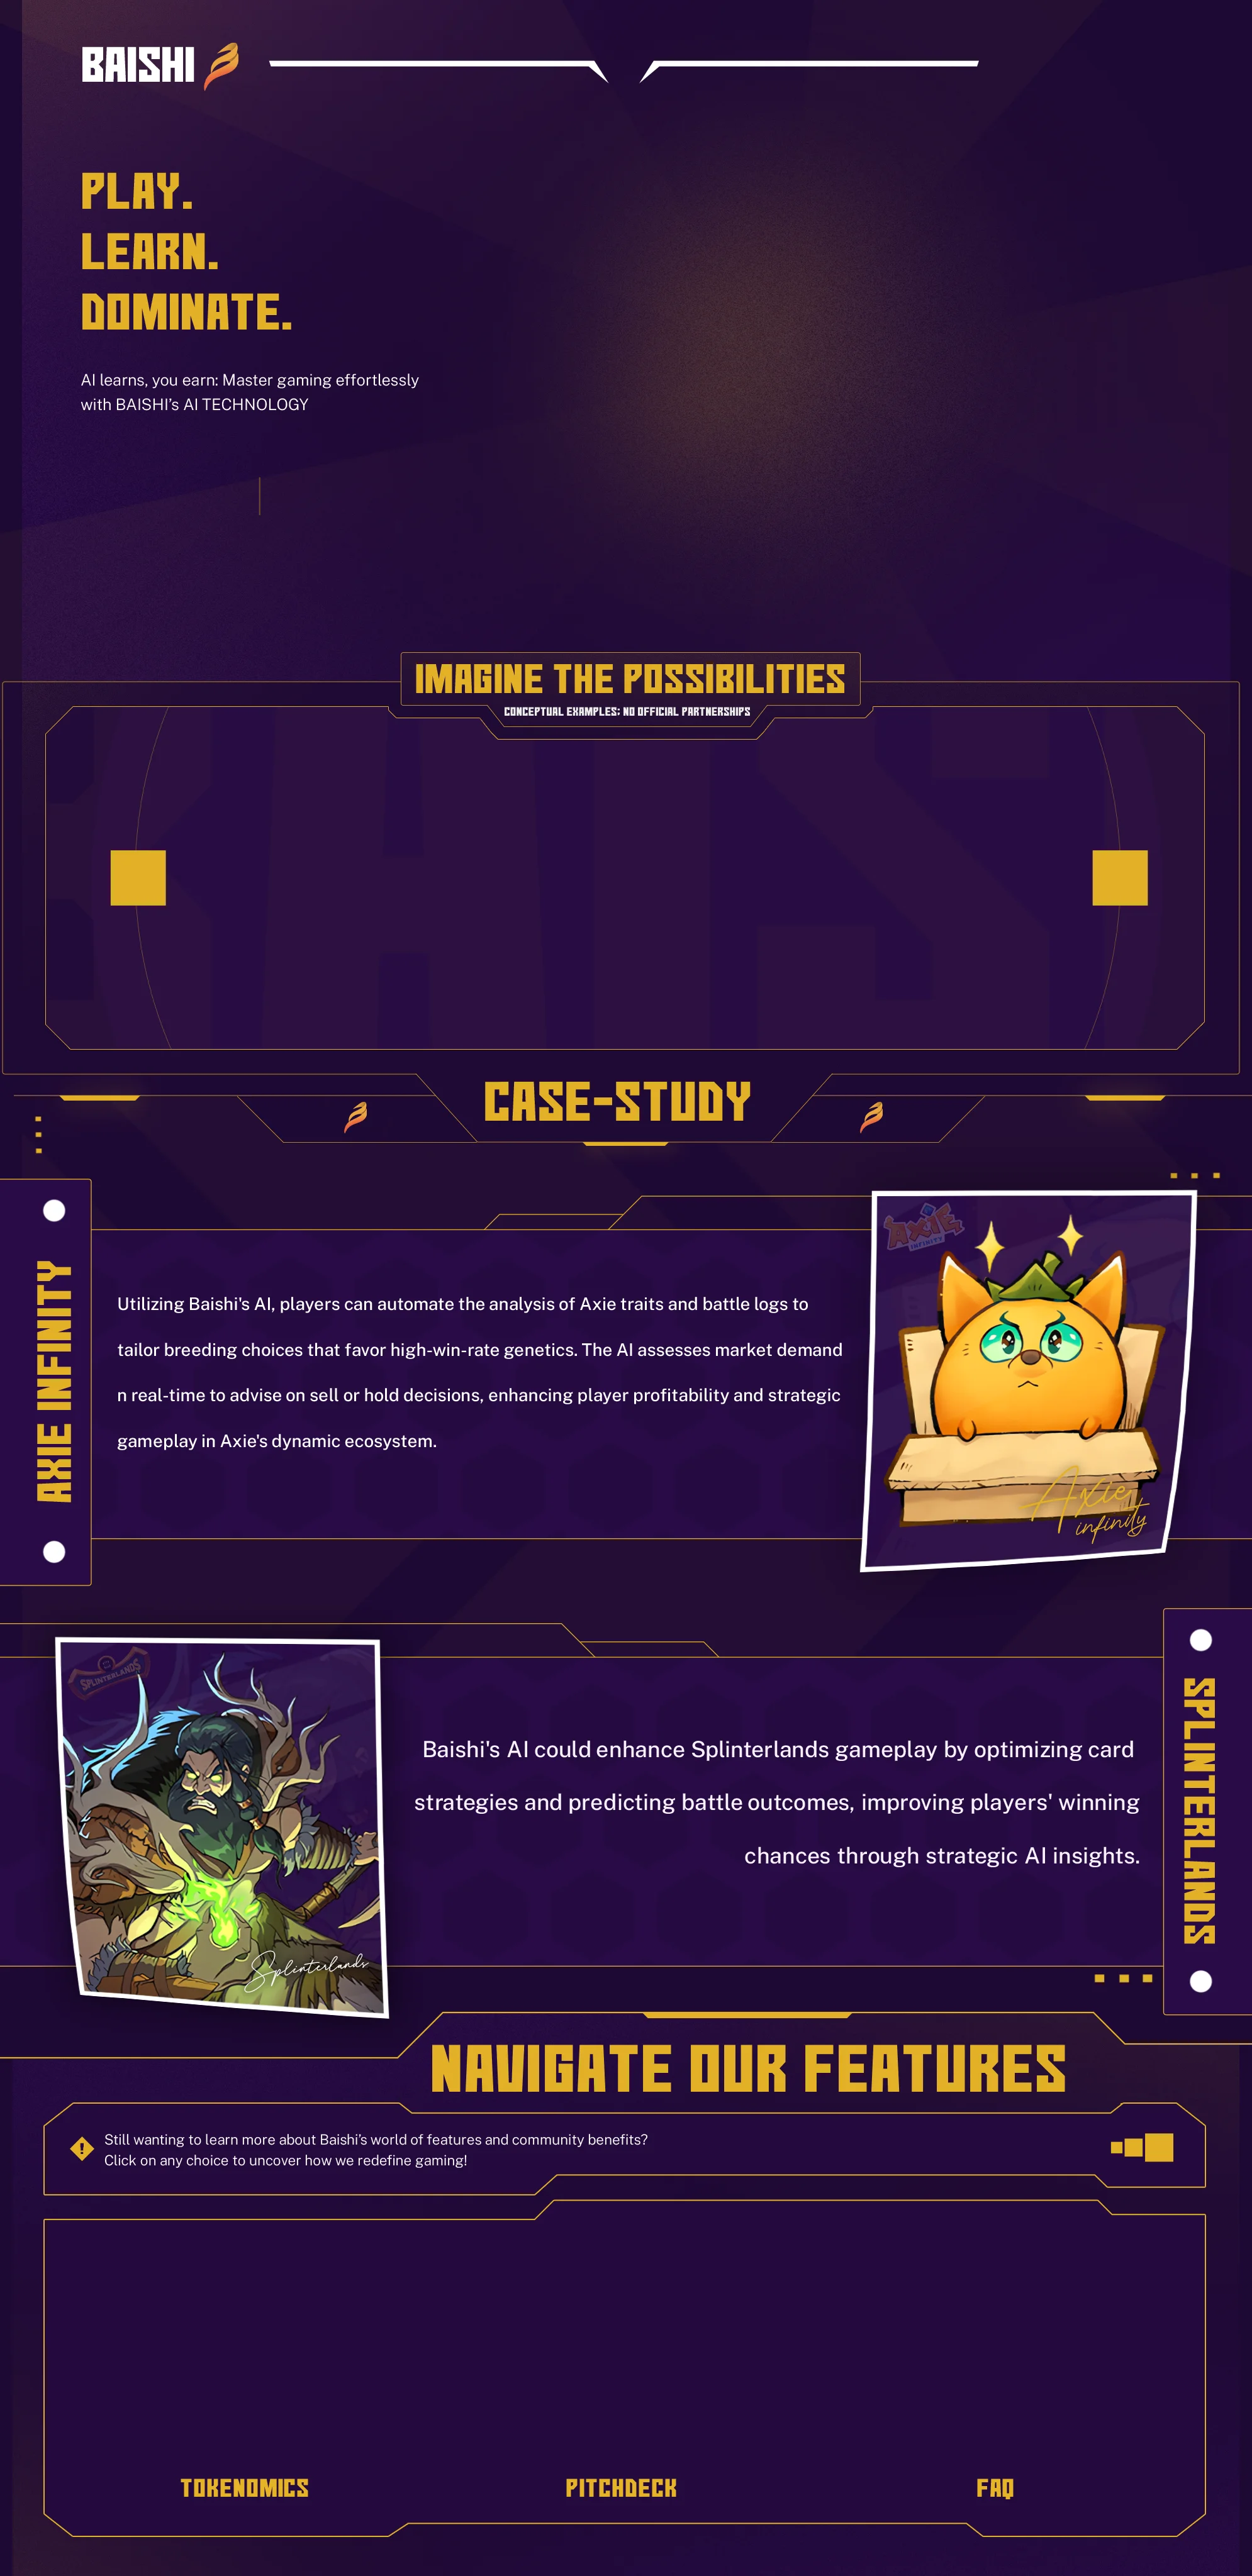 BAISHI
PLAY.
LEARN.
DOMINATE.
AI learns, you earn: Master gaming effortlessly
with BAISHI's AI TECHNOLOGY
IMAGINE THE POSSIBILITIES
CONCEPTUAL EXAMPLES; NO OFFICIAL PARTNERSHIPS
CASE-STUDY
AXIE INFINITY
Utilizing Baishi's AI, players can automate the analysis of Axie traits and battle logs to
tailor breeding choices that favor high-win-rate genetics. The AI assesses market demand
n real-time to advise on sell or hold decisions, enhancing player profitability and strategic
gameplay in Axie's dynamic ecosystem.
AXIE
INFINITY
Axie
infinity
SPLINTERLANDS
Splinterlands
Baishi's AI could enhance Splinterlands gameplay by optimizing card
strategies and predicting battle outcomes, improving players' winning
chances through strategic AI insights.
SPLINTERLANDS
NAVIGATE OUR FEATURES
Still wanting to learn more about Baishi's world of features and community benefits?
Click on any choice to uncover how we redefine gaming!
TOKENOMICS
PITCHDECK
FAQ